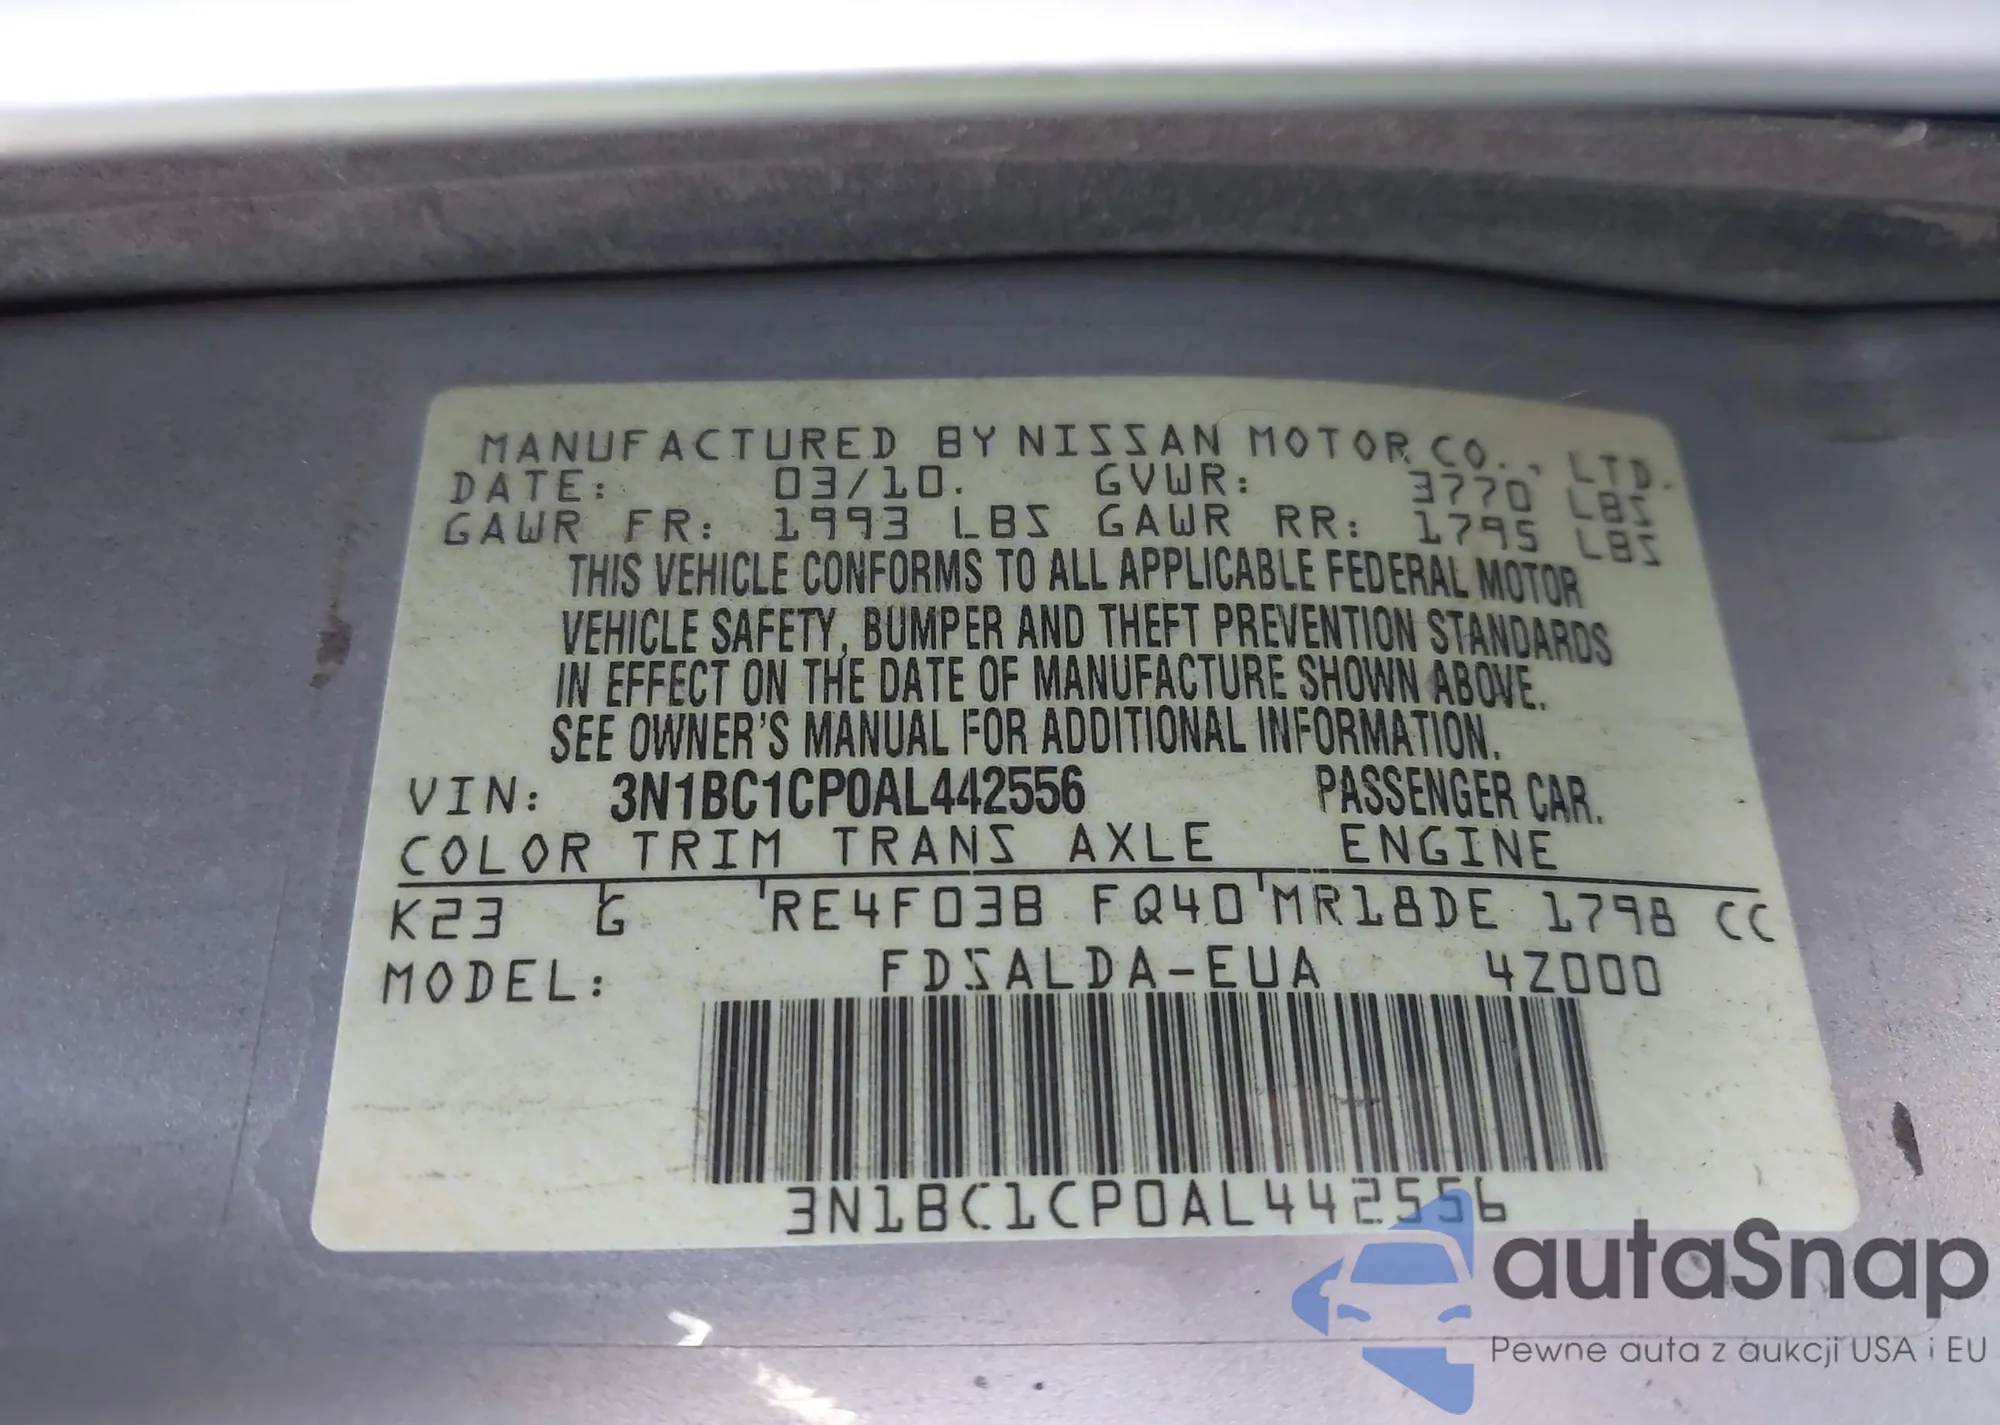 MANUFACTURED BY NISSAN MOTOR CO., LTD.
DATE: 03/10. GVWR: 3770 LBS
GAWR FR: 1993 LBS GAWR RR: 1795 LBS
THIS VEHICLE CONFORMS TO ALL APPLICABLE FEDERAL MOTOR
VEHICLE SAFETY, BUMPER AND THEFT PREVENTION STANDARDS
IN EFFECT ON THE DATE OF MANUFACTURE SHOWN ABOVE.
SEE OWNER'S MANUAL FOR ADDITIONAL INFORMATION.
VIN: 3N1BC1CP0AL442556 PASSENGER CAR.
COLOR TRIM TRANS AXLE ENGINE
K23 G RE4F03B FQ40 MR18DE 1798 CC
MODEL: FDSALDA-EUA 4Z000
3N1BC1CP0AL442556
autaSnap
Pewne auta z aukcji USA i EU